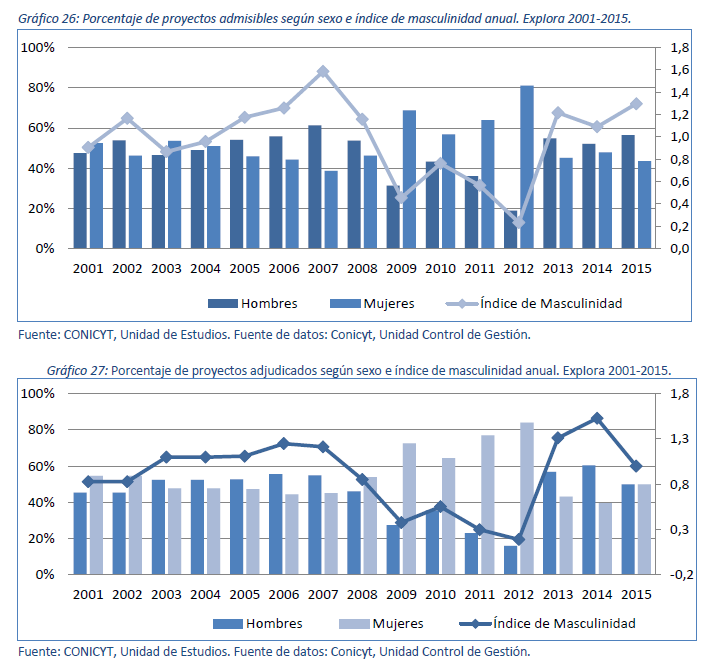 Gráfico 26: Porcentaje de proyectos admisibles según sexo e índice de masculinidad anual. Explora 2001-2015.
100% 1,8
1,6
80% 1,4
1,2
60% 1,0
40% 0,8
0,6
20% 0,4
0,2
0% 0,0
2001 2002 2003 2004 2005 2006 2007 2008 2009 2010 2011 2012 2013 2014 2015
Hombres Mujeres Índice de Masculinidad
Fuente: CONICYT, Unidad de Estudios. Fuente de datos: Conicyt, Unidad Control de Gestión.
Gráfico 27: Porcentaje de proyectos adjudicados según sexo e índice de masculinidad anual. Explora 2001-2015.
100% 1,8
80% 1,3
60% 0,8
40% 0,3
20%
0% -0,2
2001 2002 2003 2004 2005 2006 2007 2008 2009 2010 2011 2012 2013 2014 2015
Hombres Mujeres Índice de Masculinidad
Fuente: CONICYT, Unidad de Estudios. Fuente de datos: Conicyt, Unidad Control de Gestión.